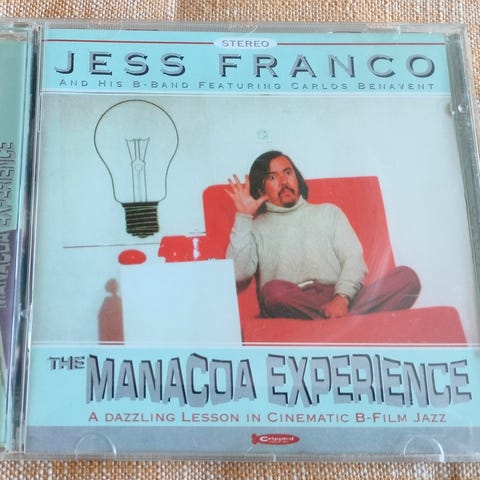 STEREO
JESS FRANCO
AND HIS B-BAND FEATURING CARLOS BENAVENT
THE MANACOA EXPERIENCE
A DAZZLING LESSON IN CINEMATIC B-FILM JAZZ
Crippled
MANACOA EXPERIENCE